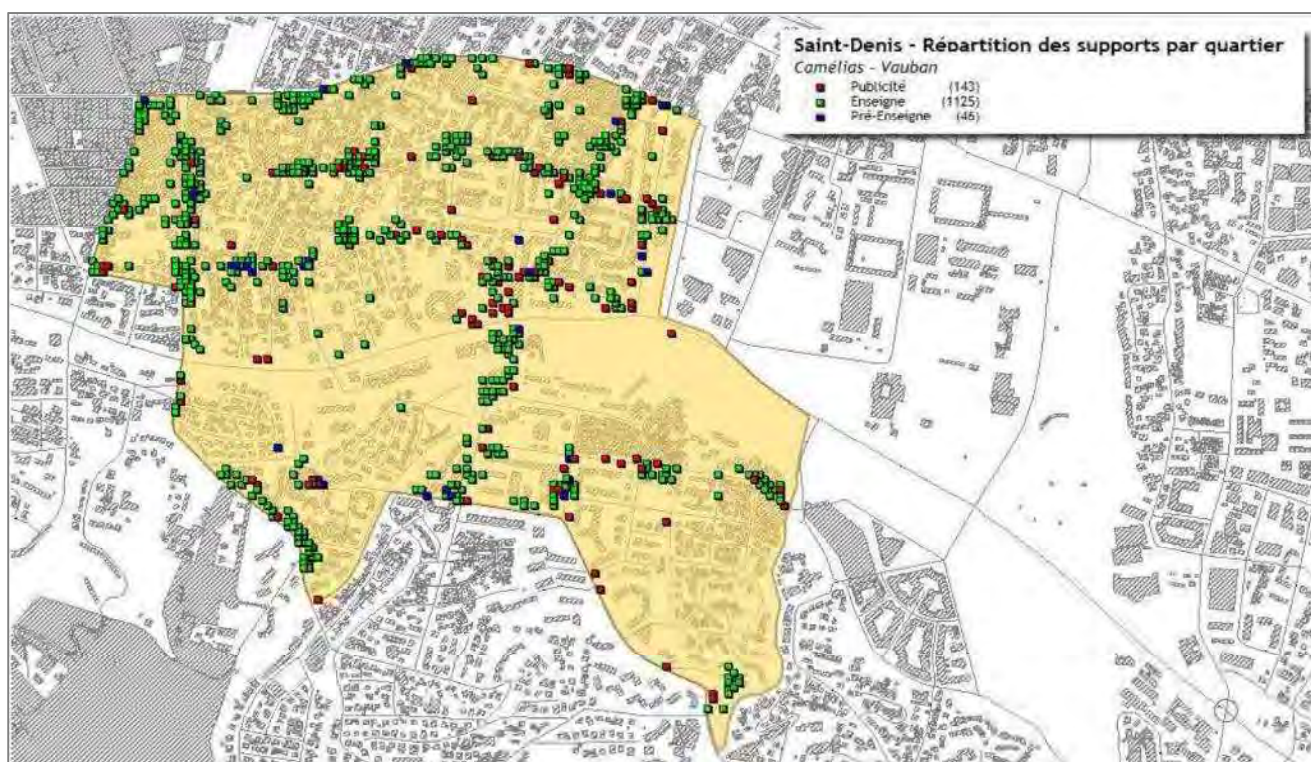 Saint-Denis - Répartition des supports par quartier
Camélias - Vauban
Publicité (143)
Enseigne (1125)
Pré-Enseigne (46)